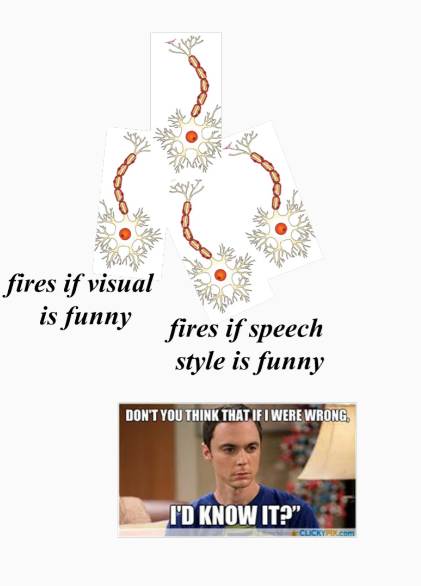 fires if visual
is funny
fires if speech
style is funny
DON'T YOU THINK THAT IF I WERE WRONG,
I'D KNOW IT?”
CLICKYPIX.com